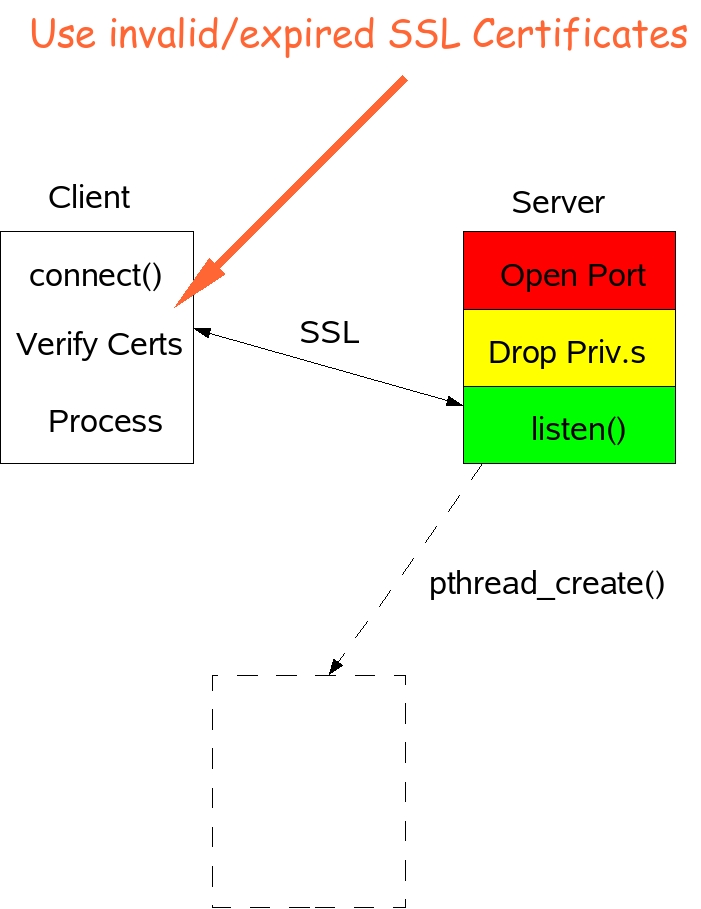 Use invalid/expired SSL Certificates
Client
Server
connect()
Open Port
Verify Certs
SSL
Drop Priv.s
Process
listen()
pthread_create()